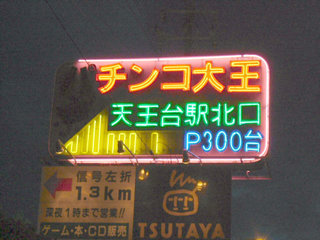 チンコ大王
天王台駅北口
P300台
信号左折
1.3km
深夜1時まで営業!!
ゲーム・本・CD販売
TSUTAYA